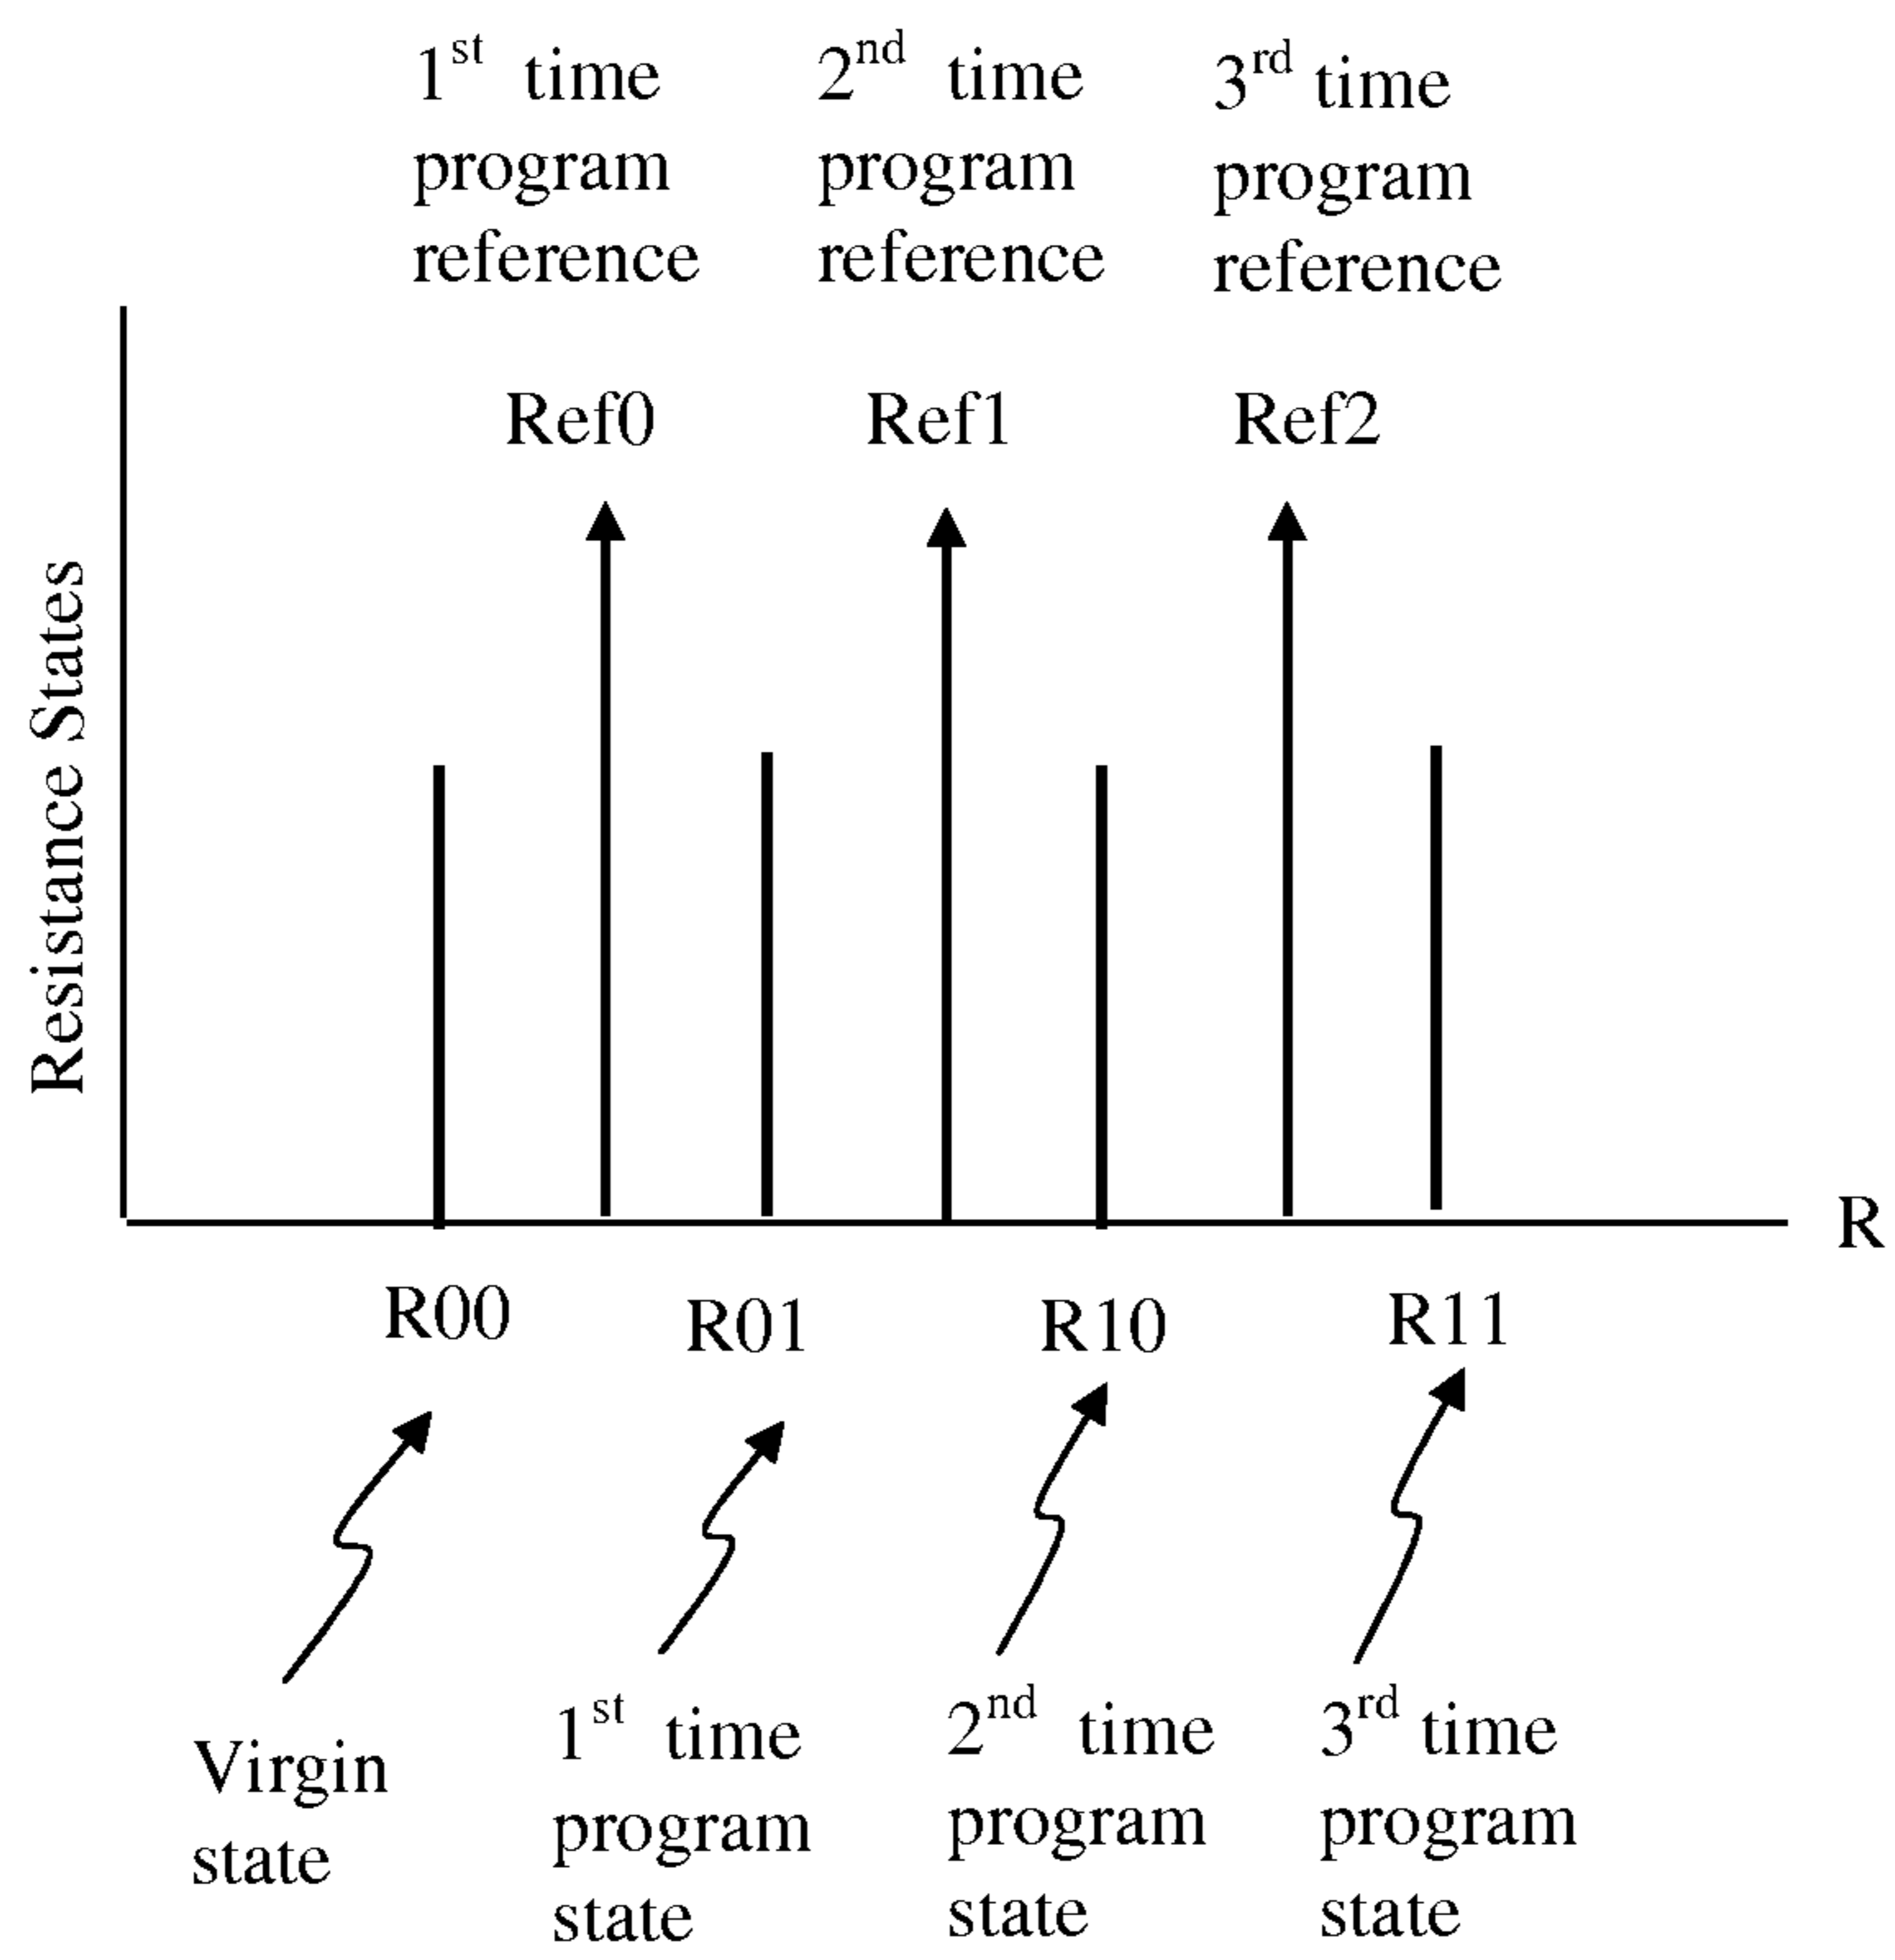 1st time
program
reference
2nd time
program
reference
3rd time
program
reference
Ref0
Ref1
Ref2
Resistance States
R
R00
R01
R10
R11
Virgin
state
1st time
program
state
2nd time
program
state
3rd time
program
state